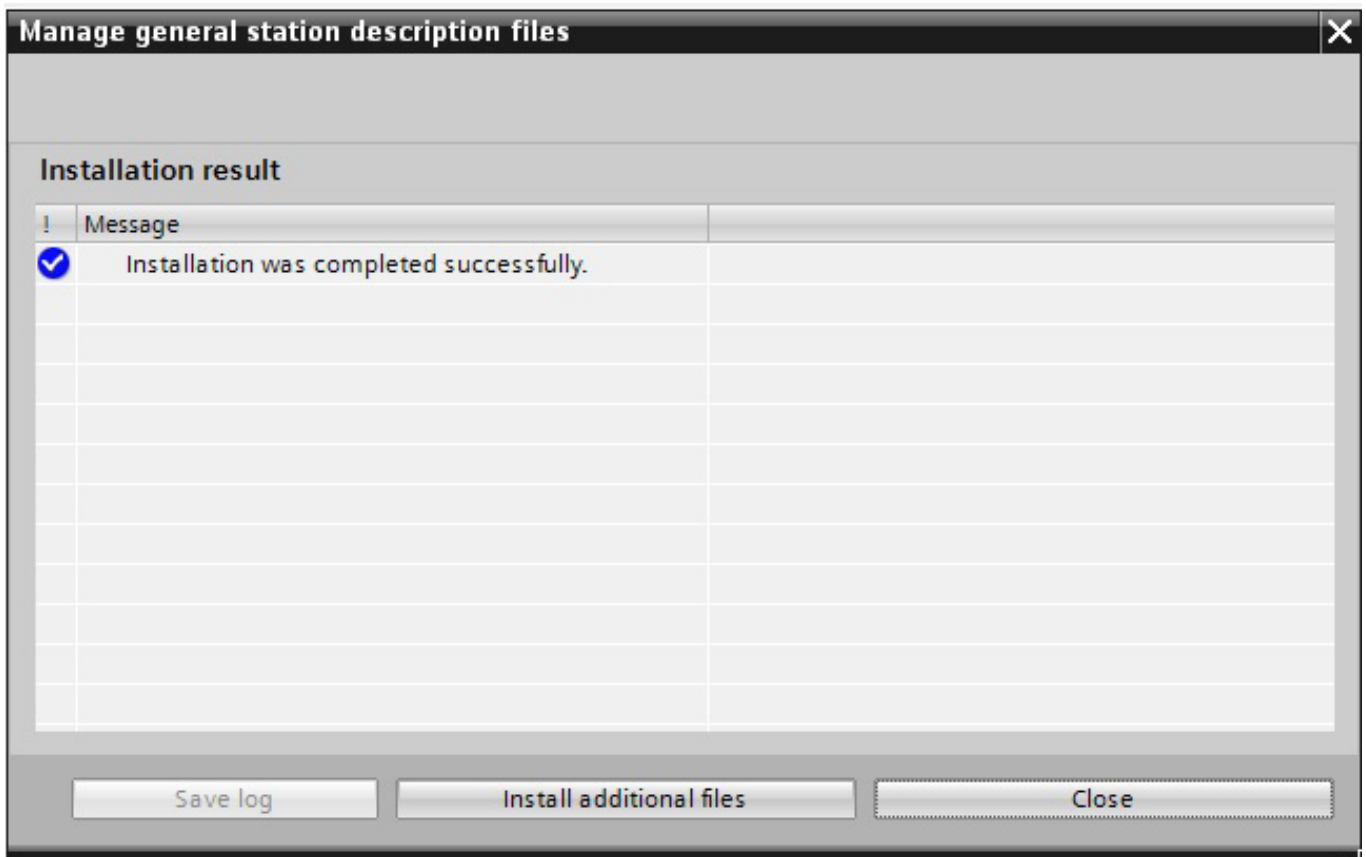 Manage general station description files
Installation result
! Message
Installation was completed successfully.
Save log Install additional files Close